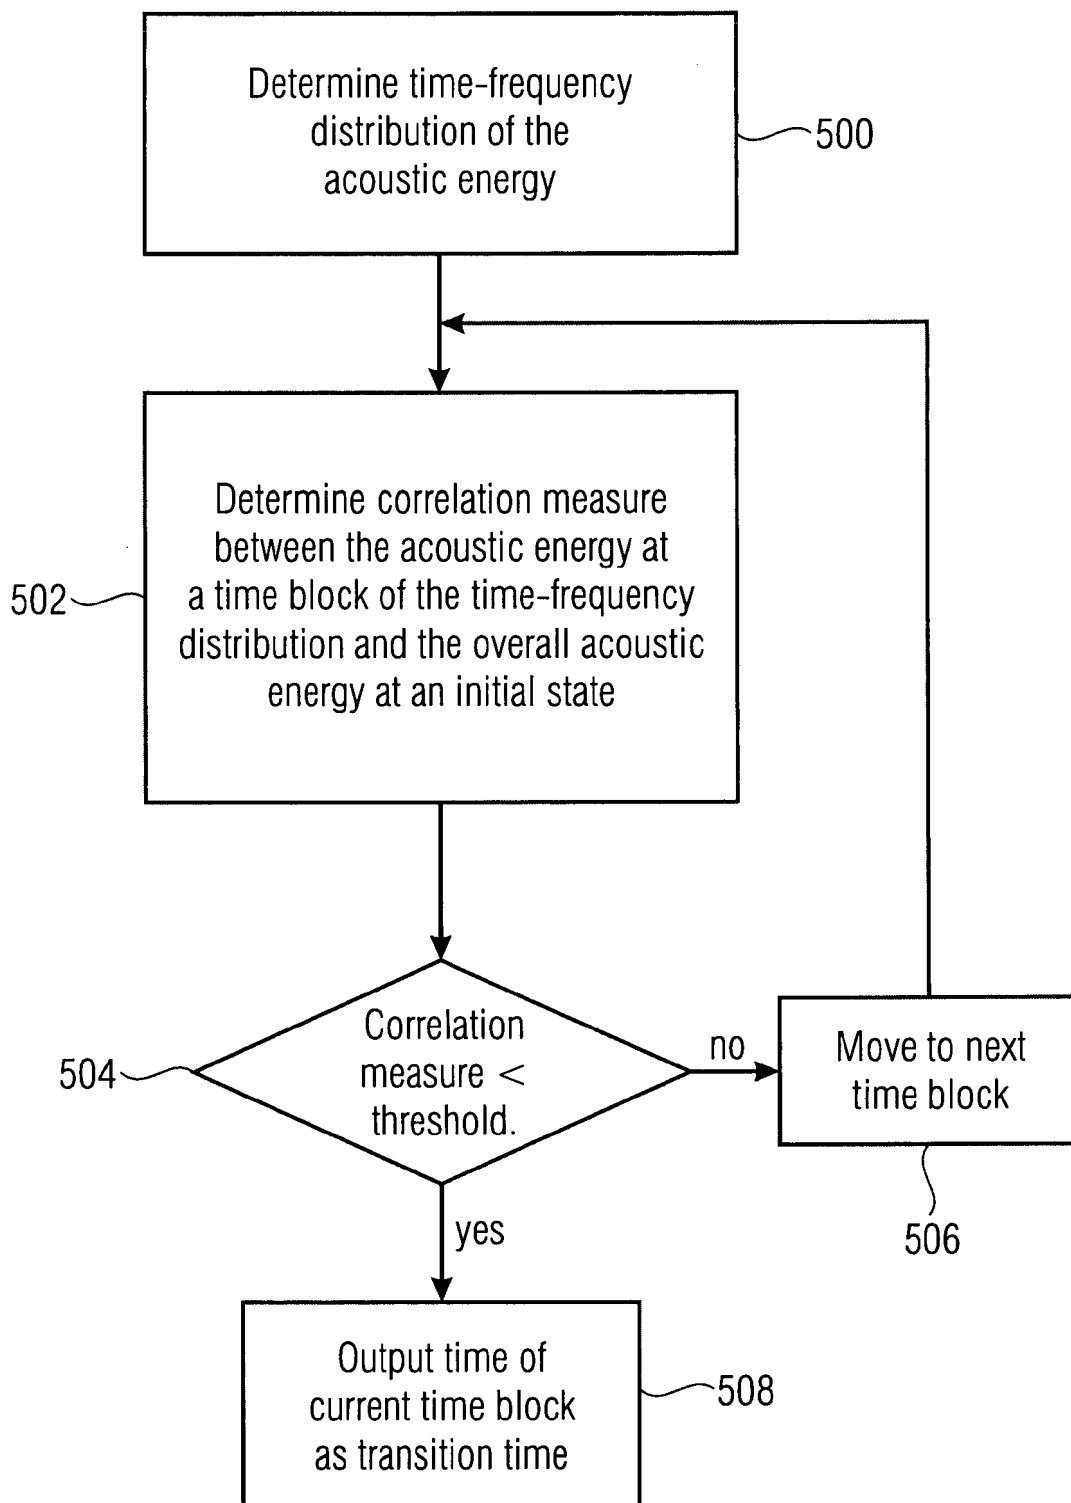 Determine time-frequency
distribution of the
acoustic energy
500
Determine correlation measure
between the acoustic energy at
a time block of the time-frequency
distribution and the overall acoustic
energy at an initial state
502
Correlation
measure <
threshold.
504
no
Move to next
time block
506
yes
Output time of
current time block
as transition time
508